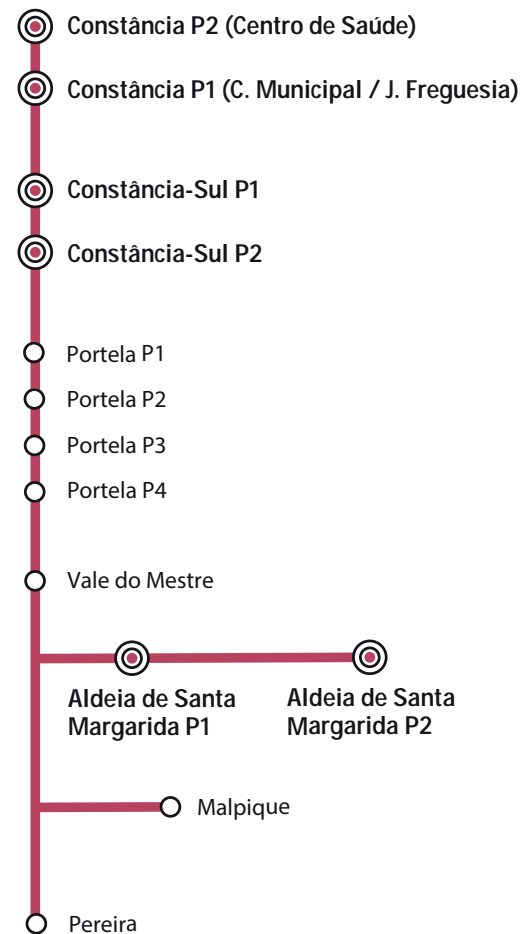 Constância P2 (Centro de Saúde)
Constância P1 (C. Municipal / J. Freguesia)
Constância-Sul P1
Constância-Sul P2
Portela P1
Portela P2
Portela P3
Portela P4
Vale do Mestre
Aldeia de Santa
Margarida P1
Aldeia de Santa
Margarida P2
Malpique
Pereira